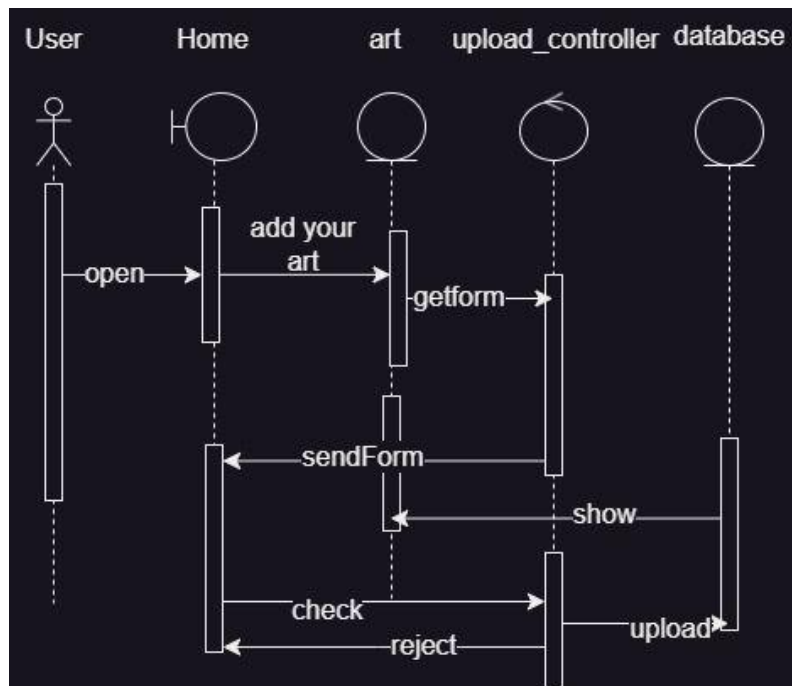 User
Home
art
upload_controller
database
add your
art
open
getform
sendForm
show
check
upload
reject